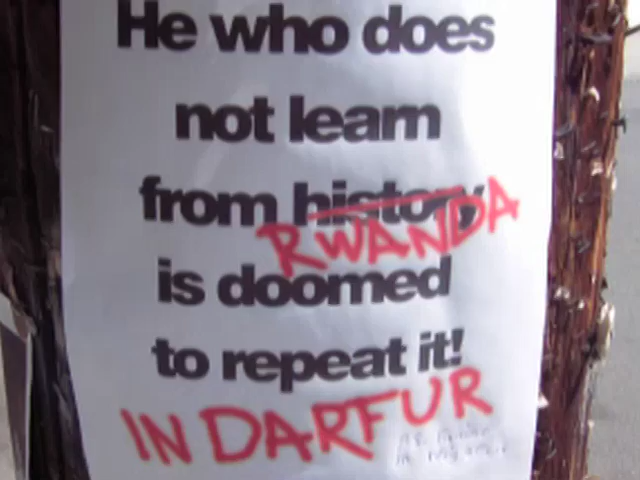 He who does
not learn
from history
RWANDA
is doomed
to repeat it!
IN DARFUR